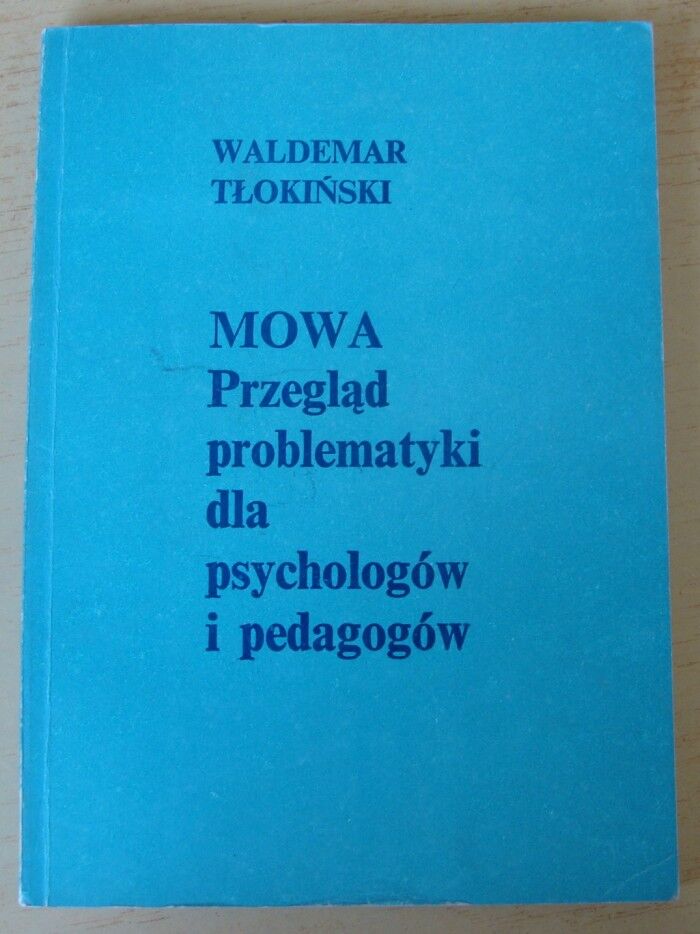 WALDEMAR
TŁOKIŃSKI
MOWA
Przegląd
problematyki
dla
psychologów
i pedagogów